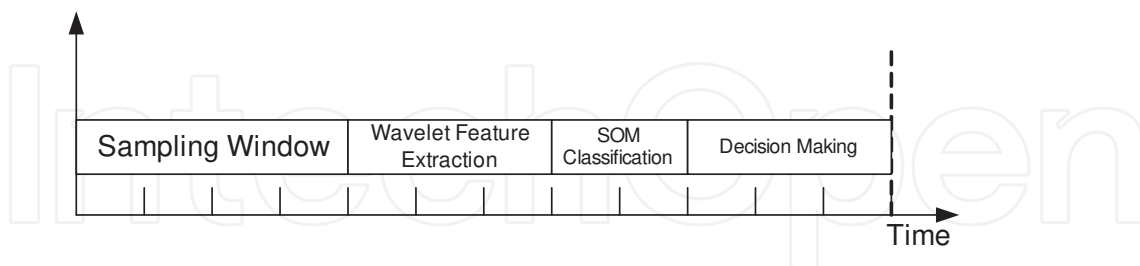 IntechOpen
Sampling Window
Wavelet Feature
Extraction
SOM
Classification
Decision Making
Time